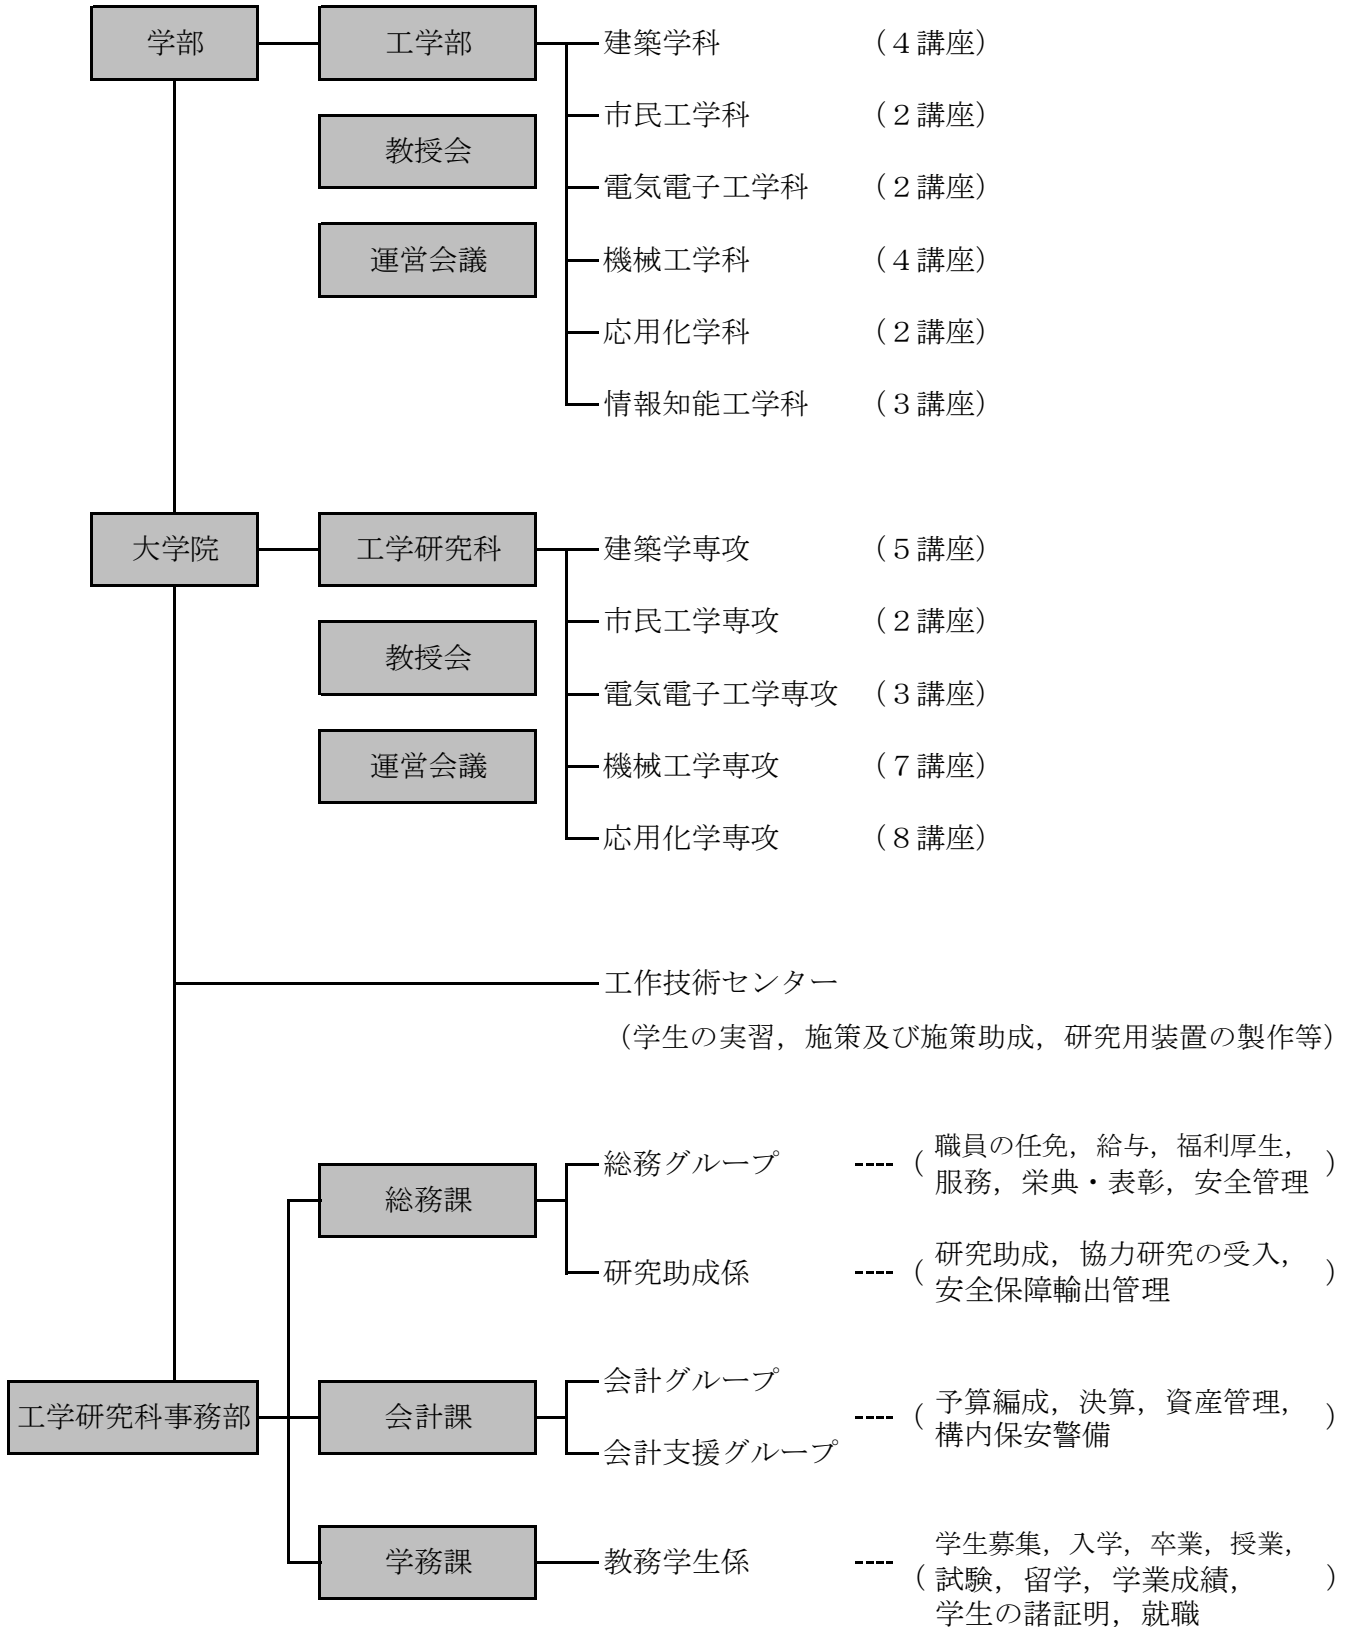 学部
工学部
建築学科 （４講座）
市民工学科 （２講座）
教授会
電気電子工学科 （２講座）
運営会議
機械工学科 （４講座）
応用化学科 （２講座）
情報知能工学科 （３講座）
大学院
工学研究科
建築学専攻 （５講座）
市民工学専攻 （２講座）
教授会
電気電子工学専攻 （３講座）
運営会議
機械工学専攻 （７講座）
応用化学専攻 （８講座）
工作技術センター
（学生の実習，施策及び施策助成，研究用装置の製作等）
総務課
総務グループ ---- （職員の任免，給与，福利厚生，
服務，栄典・表彰，安全管理）
研究助成係 ---- （研究助成，協力研究の受入，
安全保障輸出管理）
工学研究科事務部
会計課
会計グループ
会計支援グループ
---- （予算編成，決算，資産管理，
構内保安警備）
学務課
教務学生係 ---- （学生募集，入学，卒業，授業，
試験，留学，学業成績，
学生の諸証明，就職）